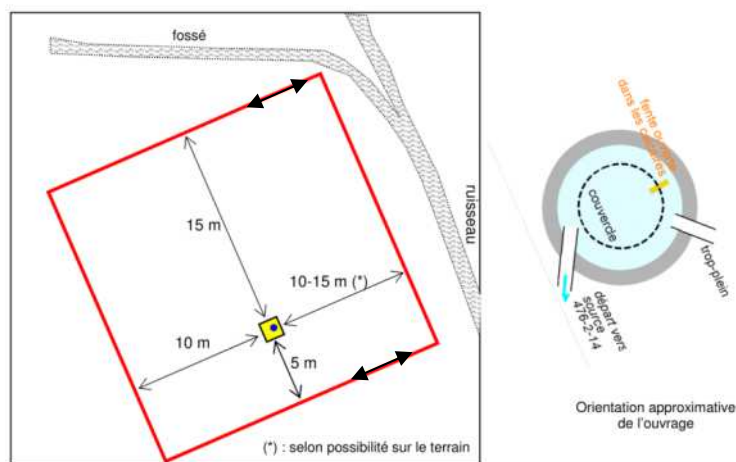 fossé
ruisseau
15 m
10-15 m (*)
10 m
5 m
(*) : selon possibilité sur le terrain
fente
dans les
couvercle
trop-plein
départ vers
source
476-2-14
Orientation approximative
de l'ouvrage